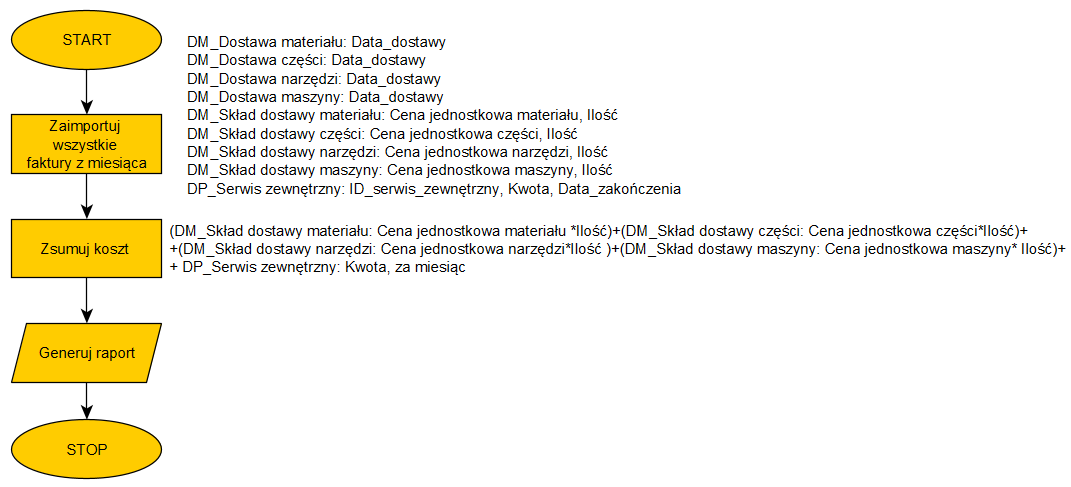 START
DM_Dostawa materiału: Data_dostawy
DM_Dostawa części: Data_dostawy
DM_Dostawa narzędzi: Data_dostawy
DM_Dostawa maszyny: Data_dostawy
DM_Skład dostawy materiału: Cena jednostkowa materiału, Ilość
DM_Skład dostawy części: Cena jednostkowa części, Ilość
DM_Skład dostawy narzędzi: Cena jednostkowa narzędzi, Ilość
DM_Skład dostawy maszyny: Cena jednostkowa maszyny, Ilość
DP_Serwis zewnętrzny: ID_serwis_zewnętrzny, Kwota, Data_zakończenia
Zaimportuj
wszystkie
faktury z miesiąca
Zsumuj koszt
(DM_Skład dostawy materiału: Cena jednostkowa materiału *Ilość)+(DM_Skład dostawy części: Cena jednostkowa części*Ilość)+
+(DM_Skład dostawy narzędzi: Cena jednostkowa narzędzi*Ilość )+(DM_Skład dostawy maszyny: Cena jednostkowa maszyny* Ilość)+
+ DP_Serwis zewnętrzny: Kwota, za miesiąc
Generuj raport
STOP